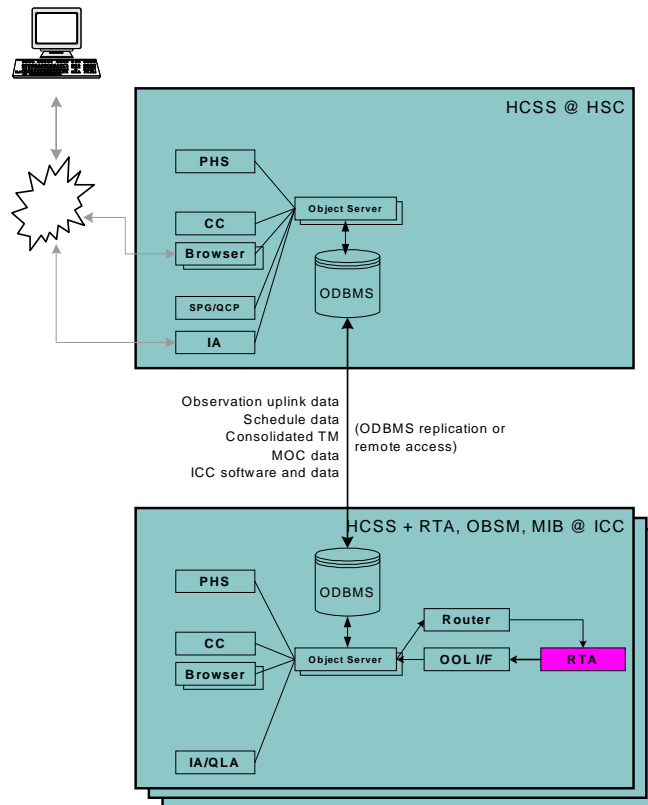 HCSS @ HSC
PHS
Object Server
CC
Browser
ODBMS
SPG/QCP
IA
Observation uplink data
Schedule data
Consolidated TM
MOC data
ICC software and data
(ODBMS replication or
remote access)
HCSS + RTA, OBSM, MIB @ ICC
ODBMS
PHS
Router
CC
Object Server
OOL I/F
RTA
Browser
IA/QLA